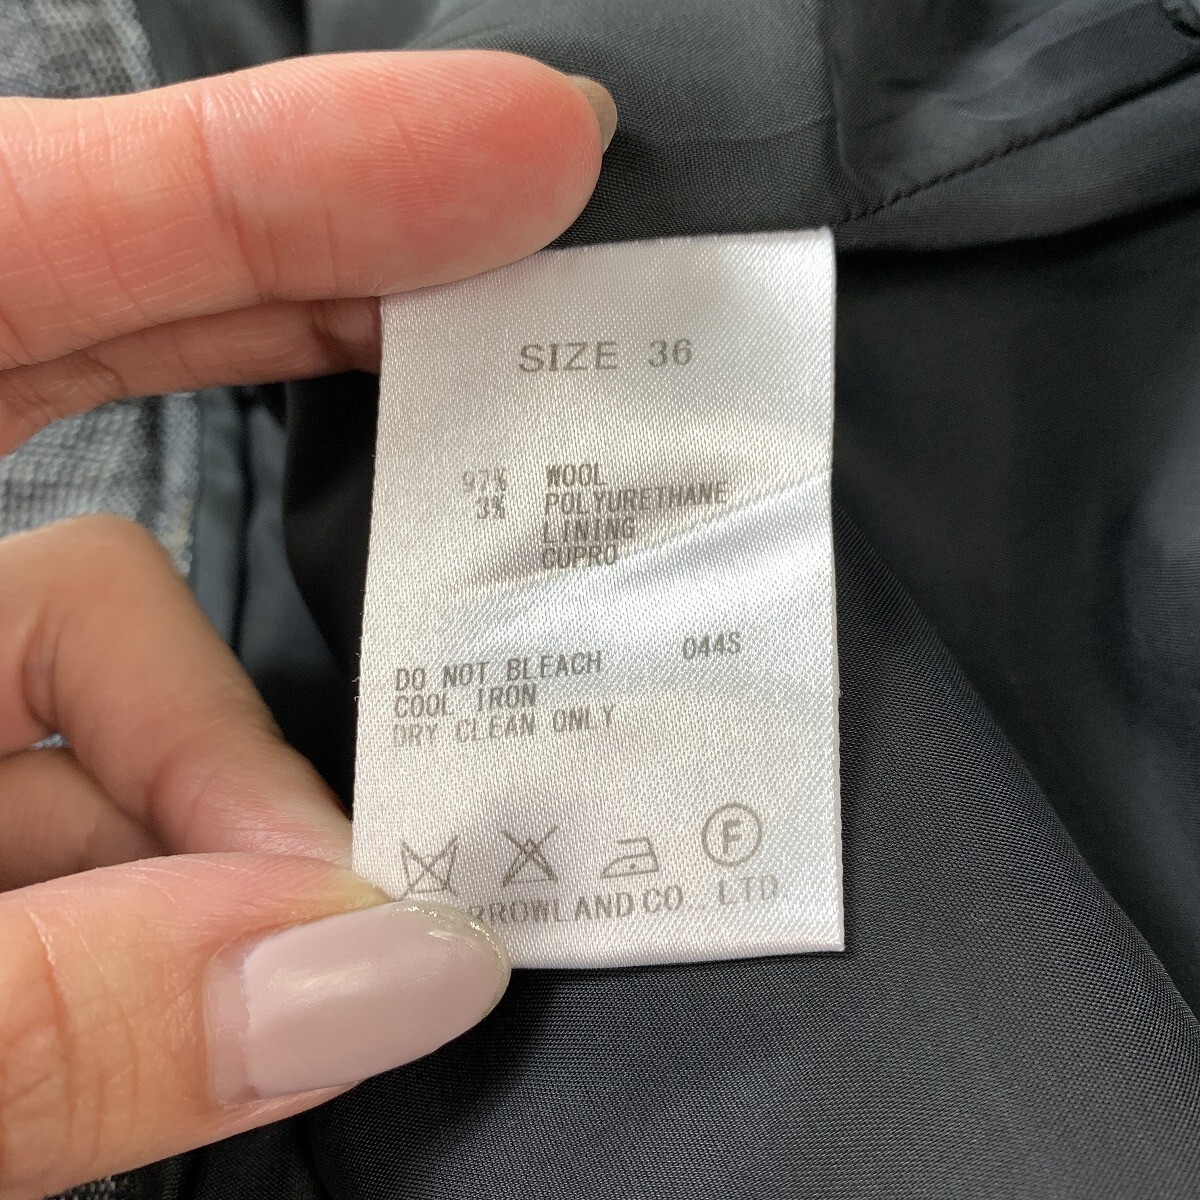 SIZE 36
97% WOOL
3% POLYURETHANE
LINING
CUPRO
DO NOT BLEACH 044S
COOL IRON
DRY CLEAN ONLY
F
CO., LTD